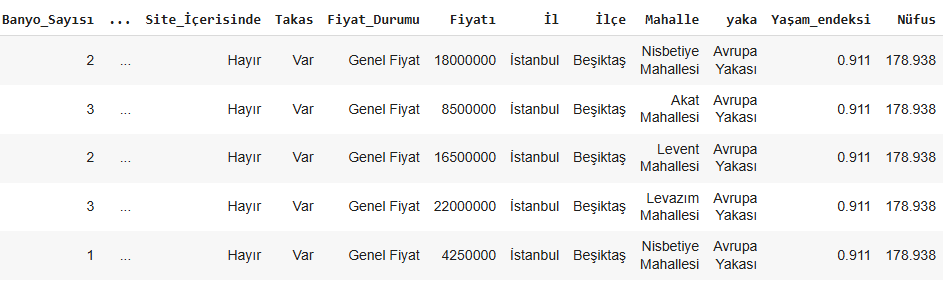 Banyo_Sayısı ... Site_İçerisinde Takas Fiyat_Durumu Fiyatı İl İlçe Mahalle yaka Yaşam_endeksi Nüfus
2 ... Hayır Var Genel Fiyat 18000000 İstanbul Beşiktaş Nisbetiye Mahallesi Avrupa Yakası 0.911 178.938
3 ... Hayır Var Genel Fiyat 8500000 İstanbul Beşiktaş Akat Mahallesi Avrupa Yakası 0.911 178.938
2 ... Hayır Var Genel Fiyat 16500000 İstanbul Beşiktaş Levent Mahallesi Avrupa Yakası 0.911 178.938
3 ... Hayır Var Genel Fiyat 22000000 İstanbul Beşiktaş Levazım Mahallesi Avrupa Yakası 0.911 178.938
1 ... Hayır Var Genel Fiyat 4250000 İstanbul Beşiktaş Nisbetiye Mahallesi Avrupa Yakası 0.911 178.938